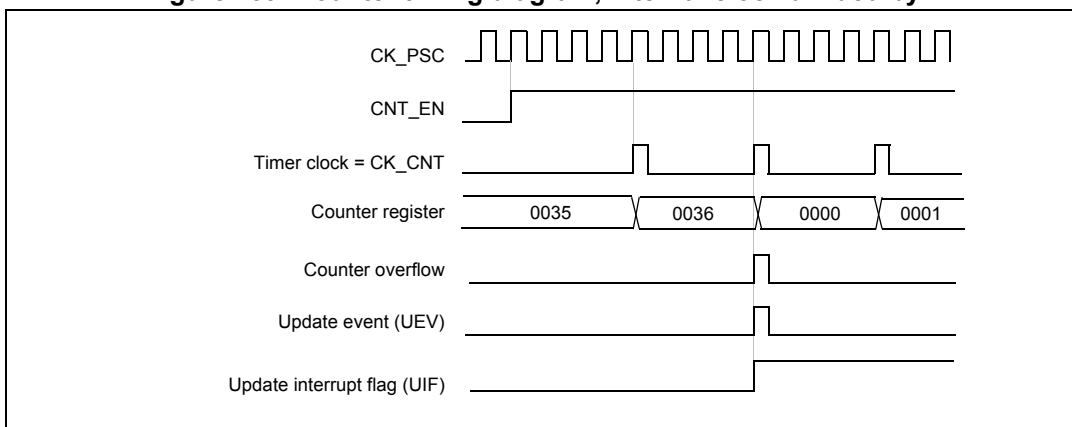 CK_PSC
CNT_EN
Timer clock = CK_CNT
Counter register 0035 0036 0000 0001
Counter overflow
Update event (UEV)
Update interrupt flag (UIF)